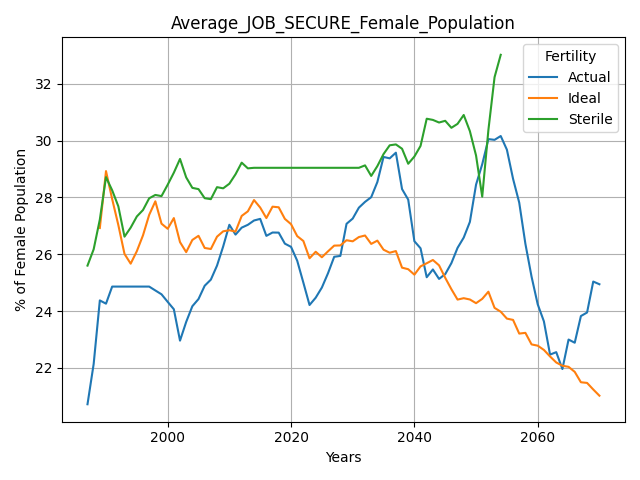 Average_JOB_SECURE_Female_Population
% of Female Population
32
30
28
26
24
22
Fertility
Actual
Ideal
Sterile
2000 2020 2040 2060
Years